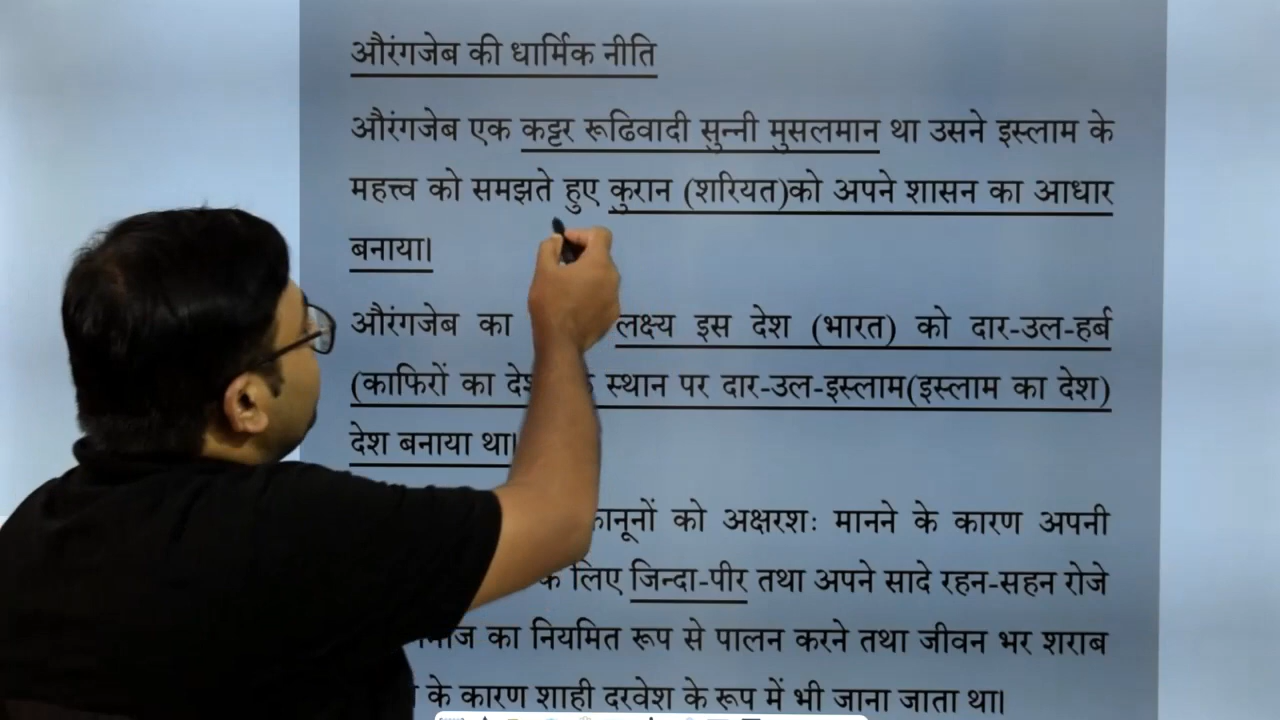 औरंगजेब की धार्मिक नीति
औरंगजेब एक कट्टर रूढिवादी सुन्नी मुसलमान था उसने इस्लाम के
महत्त्व को समझते हुए कुरान (शरियत)को अपने शासन का आधार
बनाया।
औरंगजेब का लक्ष्य इस देश (भारत) को दार-उल-हर्ब
(काफिरों का स्थान पर दार-उल-इस्लाम(इस्लाम का देश)
देश बनाया था।
को अक्षरशः मानने के कारण अपनी
लिए जिन्दा-पीर तथा अपने सादे रहन-सहन रोजे
का नियमित रूप से पालन करने तथा जीवन भर शराब
के कारण शाही दरवेश के रूप में भी जाना जाता था।